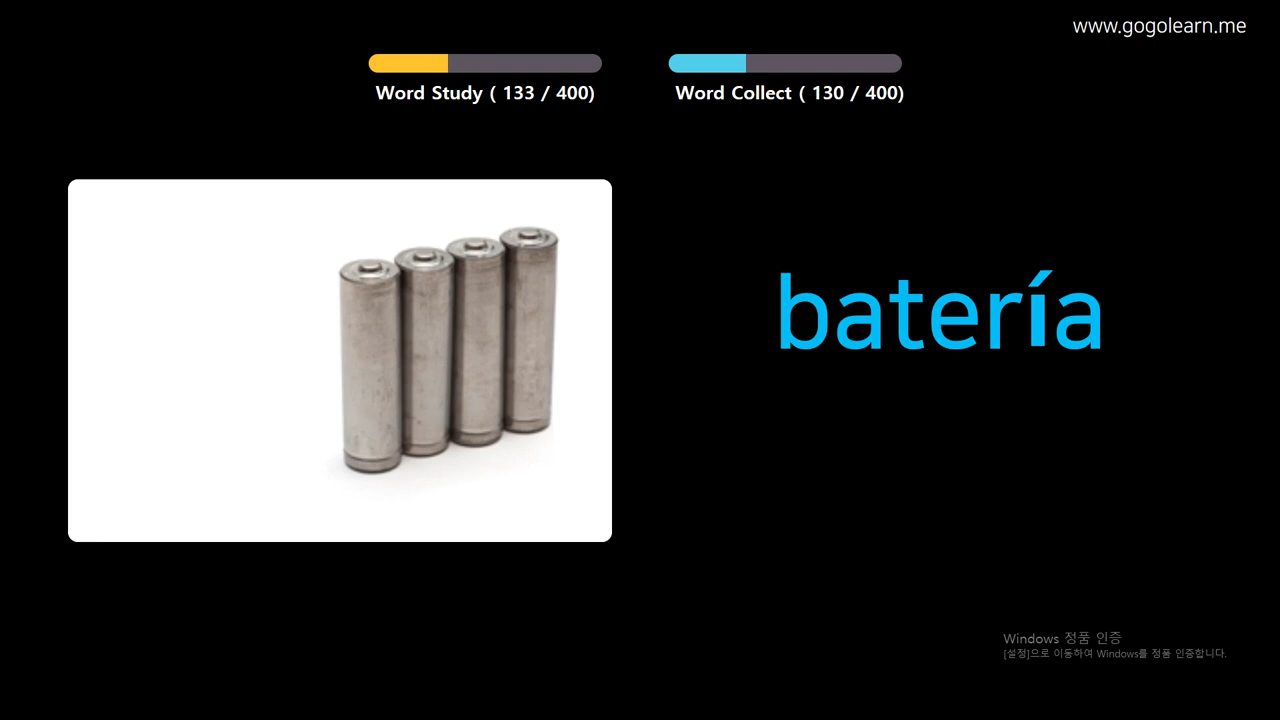 www.gogolearn.me
Word Study ( 133 / 400)
Word Collect ( 130 / 400)
batería
Windows 정품 인증
[설정]으로 이동하여 Windows를 정품 인증합니다.